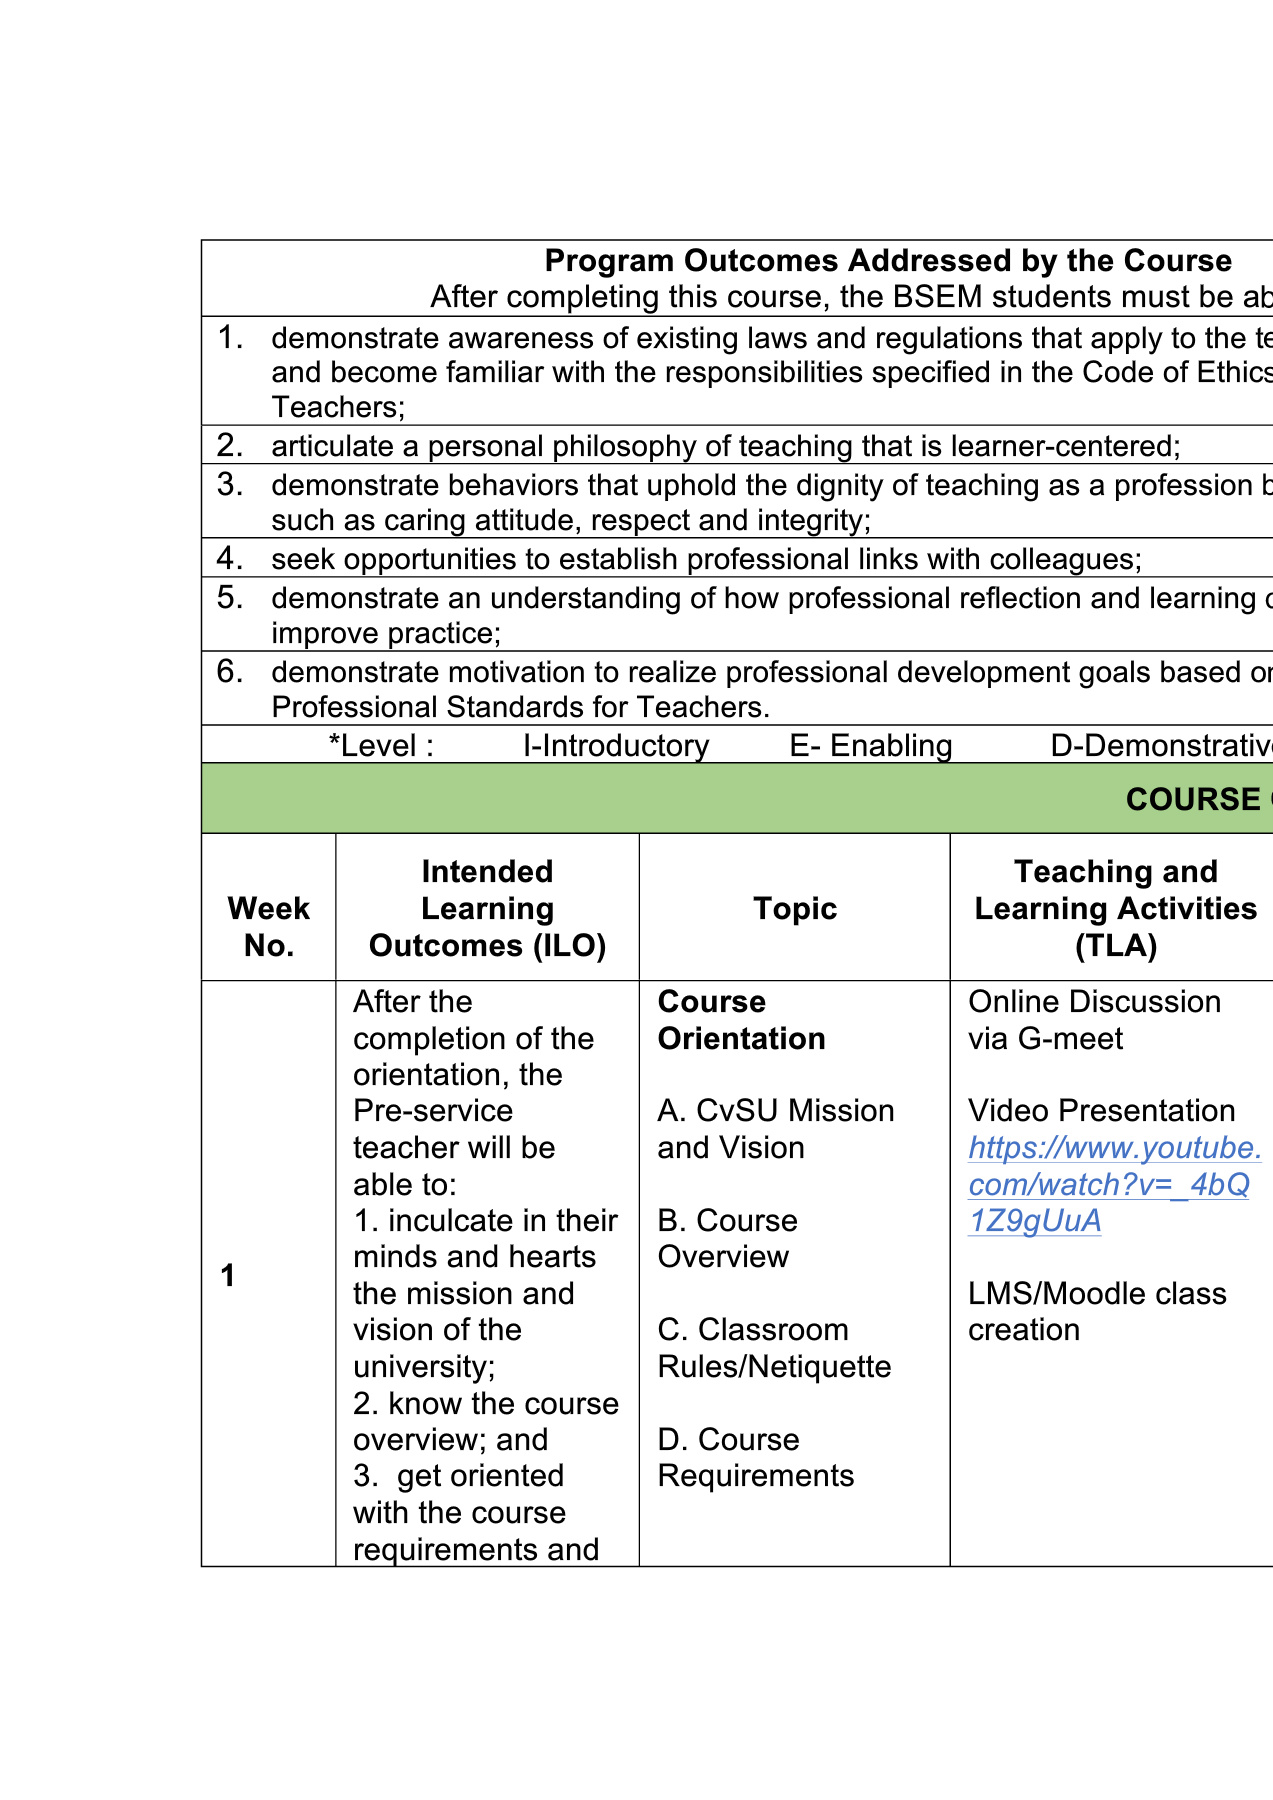 Program Outcomes Addressed by the Course
After completing this course, the BSEM students must be
1. demonstrate awareness of existing laws and regulations that apply to the
and become familiar with the responsibilities specified in the Code of Ethics
Teachers;
2. articulate a personal philosophy of teaching that is learner-centered;
3. demonstrate behaviors that uphold the dignity of teaching as a profession
such as caring attitude, respect and integrity;
4. seek opportunities to establish professional links with colleagues;
5. demonstrate an understanding of how professional reflection and learning
improve practice;
6. demonstrate motivation to realize professional development goals based
Professional Standards for Teachers.
*Level : I-Introductory E- Enabling D-Demonstrative
COURSE
Week
No.
Intended
Learning
Outcomes (ILO)
Topic
Teaching and
Learning Activities
(TLA)
1
After the
completion of the
orientation, the
Pre-service
teacher will be
able to:
1. inculcate in their
minds and hearts
the mission and
vision of the
university;
2. know the course
overview; and
3. get oriented
with the course
requirements and
Course
Orientation
A. CvSU Mission
and Vision
B. Course
Overview
C. Classroom
Rules/Netiquette
D. Course
Requirements
Online Discussion
via G-meet
Video Presentation
https://www.youtube.
com/watch?v=_4bQ
1Z9gUuA
LMS/Moodle class
creation